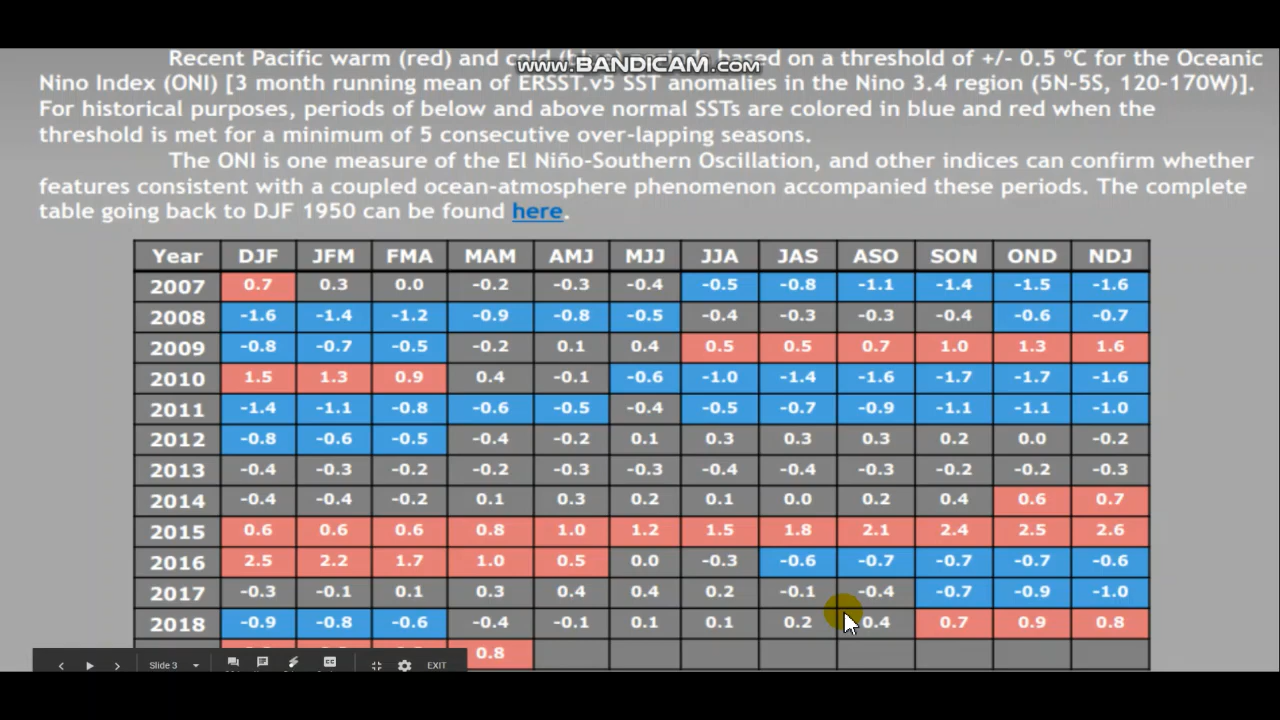 www.BANDICAM.com
Recent Pacific warm (red) and cold (blue) periods based on a threshold of +/- 0.5 ºC for the Oceanic
Nino Index (ONI) [3 month running mean of ERSST.v5 SST anomalies in the Nino 3.4 region (5N-5S, 120-170W)].
For historical purposes, periods of below and above normal SSTs are colored in blue and red when the
threshold is met for a minimum of 5 consecutive over-lapping seasons.
The ONI is one measure of the El Niño-Southern Oscillation, and other indices can confirm whether
features consistent with a coupled ocean-atmosphere phenomenon accompanied these periods. The complete
table going back to DJF 1950 can be found here.
Year DJF JFM FMA MAM AMJ MJJ JJA JAS ASO SON OND NDJ
2007 0.7 0.3 0.0 -0.2 -0.3 -0.4 -0.5 -0.8 -1.1 -1.4 -1.5 -1.6
2008 -1.6 -1.4 -1.2 -0.9 -0.8 -0.5 -0.4 -0.3 -0.3 -0.4 -0.6 -0.7
2009 -0.8 -0.7 -0.5 -0.2 0.1 0.4 0.5 0.5 0.7 1.0 1.3 1.6
2010 1.5 1.3 0.9 0.4 -0.1 -0.6 -1.0 -1.4 -1.6 -1.7 -1.7 -1.6
2011 -1.4 -1.1 -0.8 -0.6 -0.5 -0.4 -0.5 -0.7 -0.9 -1.1 -1.1 -1.0
2012 -0.8 -0.6 -0.5 -0.4 -0.2 0.1 0.3 0.3 0.3 0.2 0.0 -0.2
2013 -0.4 -0.3 -0.2 -0.2 -0.3 -0.3 -0.4 -0.4 -0.3 -0.2 -0.2 -0.3
2014 -0.4 -0.4 -0.2 0.1 0.3 0.2 0.1 0.0 0.2 0.4 0.6 0.7
2015 0.6 0.6 0.6 0.8 1.0 1.2 1.5 1.8 2.1 2.4 2.5 2.6
2016 2.5 2.2 1.7 1.0 0.5 0.0 -0.3 -0.6 -0.7 -0.7 -0.7 -0.6
2017 -0.3 -0.1 0.1 0.3 0.4 0.4 0.2 -0.1 -0.4 -0.7 -0.9 -1.0
2018 -0.9 -0.8 -0.6 -0.4 -0.1 0.1 0.1 0.2 0.4 0.7 0.9 0.8
0.8
Slide 3 EXIT